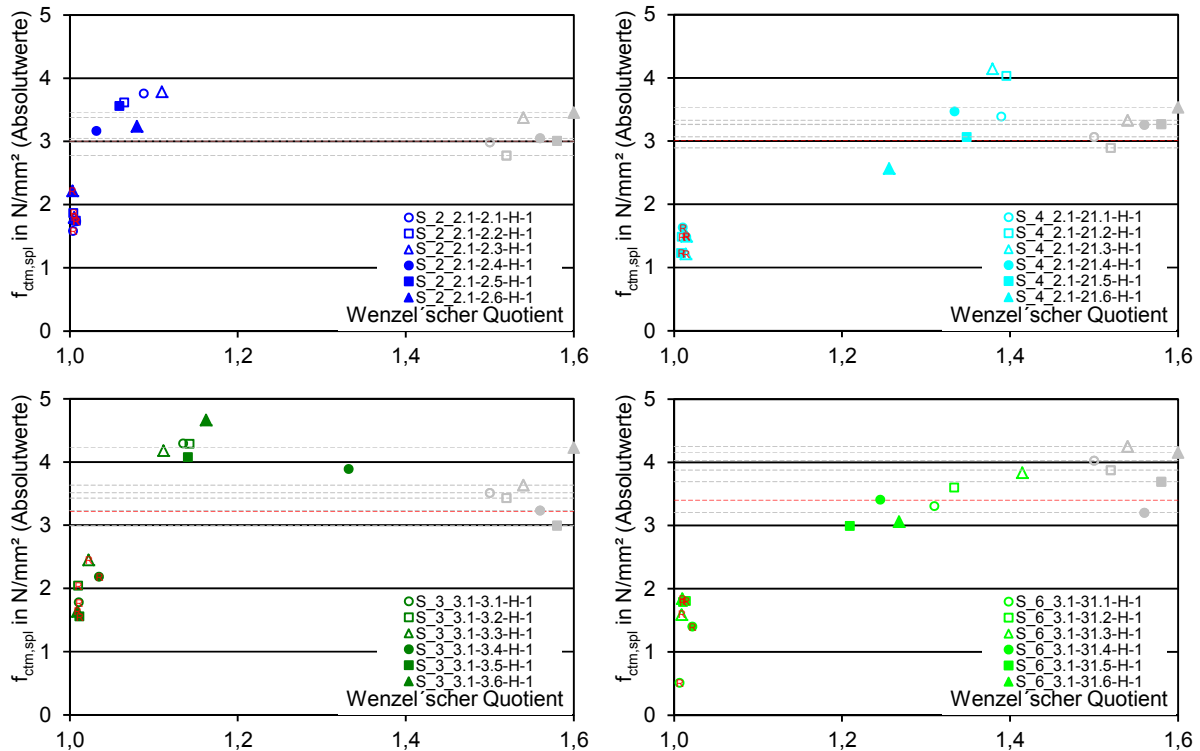 f_ctm,spl in N/mm² (Absolutwerte)
5
4
3
2
1
0
S_2_2.1-2.1-H-1
S_2_2.1-2.2-H-1
S_2_2.1-2.3-H-1
S_2_2.1-2.4-H-1
S_2_2.1-2.5-H-1
S_2_2.1-2.6-H-1
Wenzel´scher Quotient
1,0 1,2 1,4 1,6
f_ctm,spl in N/mm² (Absolutwerte)
5
4
3
2
1
0
S_4_2.1-21.1-H-1
S_4_2.1-21.2-H-1
S_4_2.1-21.3-H-1
S_4_2.1-21.4-H-1
S_4_2.1-21.5-H-1
S_4_2.1-21.6-H-1
Wenzel´scher Quotient
1,0 1,2 1,4 1,6
f_ctm,spl in N/mm² (Absolutwerte)
5
4
3
2
1
0
S_3_3.1-3.1-H-1
S_3_3.1-3.2-H-1
S_3_3.1-3.3-H-1
S_3_3.1-3.4-H-1
S_3_3.1-3.5-H-1
S_3_3.1-3.6-H-1
Wenzel´scher Quotient
1,0 1,2 1,4 1,6
f_ctm,spl in N/mm² (Absolutwerte)
5
4
3
2
1
0
S_6_3.1-31.1-H-1
S_6_3.1-31.2-H-1
S_6_3.1-31.3-H-1
S_6_3.1-31.4-H-1
S_6_3.1-31.5-H-1
S_6_3.1-31.6-H-1
Wenzel´scher Quotient
1,0 1,2 1,4 1,6